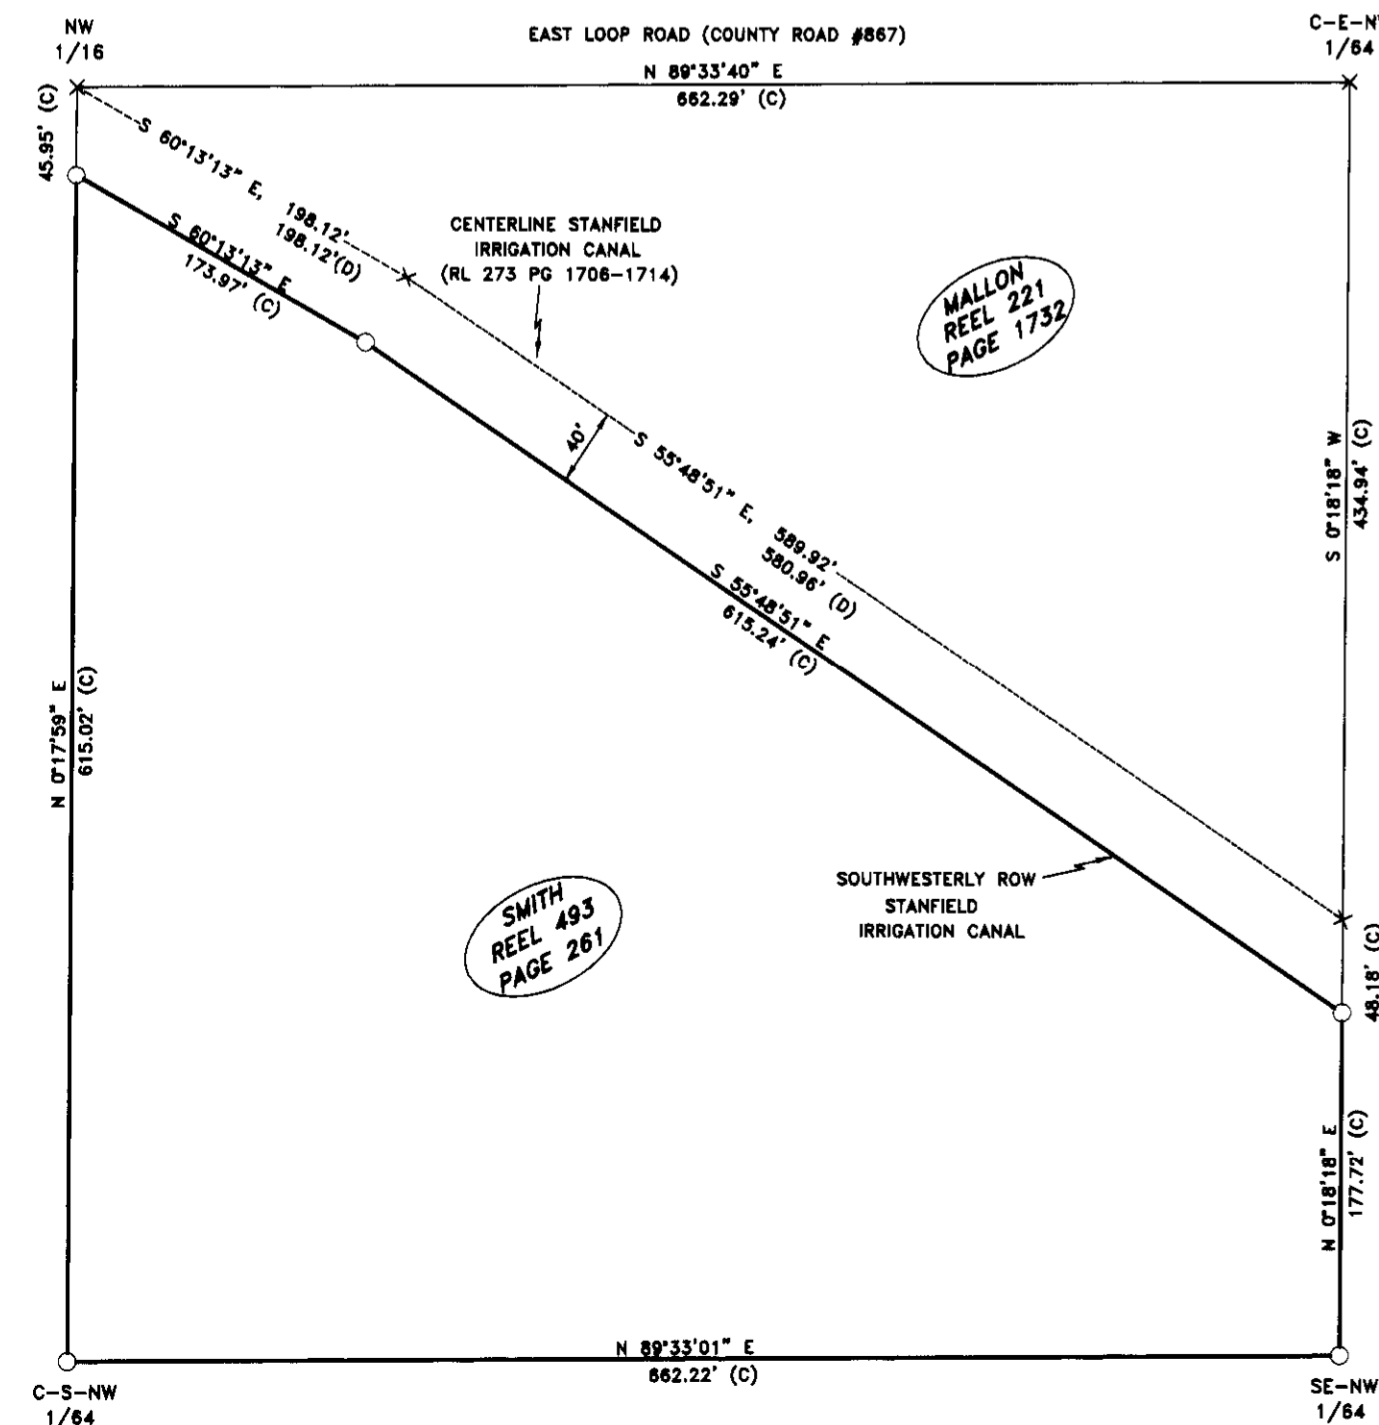 NW
1/16
EAST LOOP ROAD (COUNTY ROAD #867)
C-E-N
1/64
N 89°33'40" E
662.29' (C)
45.95' (C)
S 60°13'13" E, 198.12'
198.12'(D)
S 60°13'13" E
173.97' (C)
CENTERLINE STANFIELD
IRRIGATION CANAL
(RL 273 PG 1706-1714)
MALLON
REEL 221
PAGE 1732
40'
S 55°48'51" E, 589.92'
580.96' (D)
S 55°48'51" E
615.24' (C)
S 0°18'18" W
434.94' (C)
N 0°17'59" E
615.02' (C)
SMITH
REEL 493
PAGE 261
SOUTHWESTERLY ROW
STANFIELD
IRRIGATION CANAL
48.18' (C)
N 0°18'18" E
177.72' (C)
N 89°33'01" E
662.22' (C)
C-S-NW
1/64
SE-NW
1/64